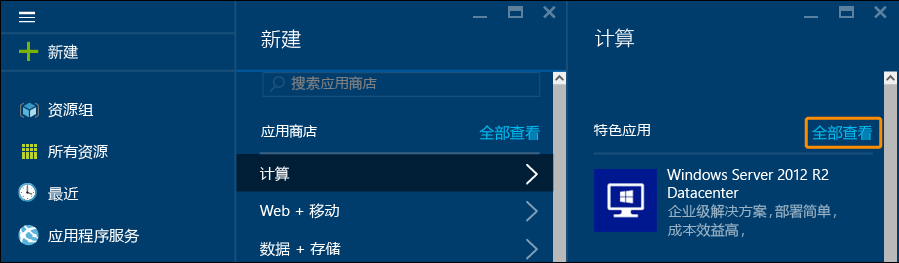 新建
资源组
所有资源
最近
应用程序服务
新建
搜索应用商店
应用商店
全部查看
计算
Web + 移动
数据 + 存储
计算
特色应用
全部查看
Windows Server 2012 R2
Datacenter
企业级解决方案，部署简单，
成本效益高，